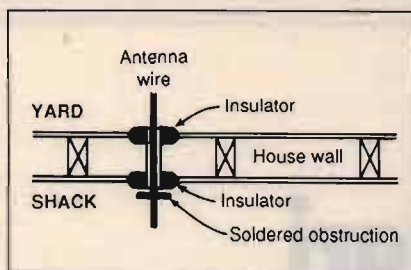 Antenna
wire
YARD
Insulator
House wall
SHACK
Insulator
Soldered obstruction